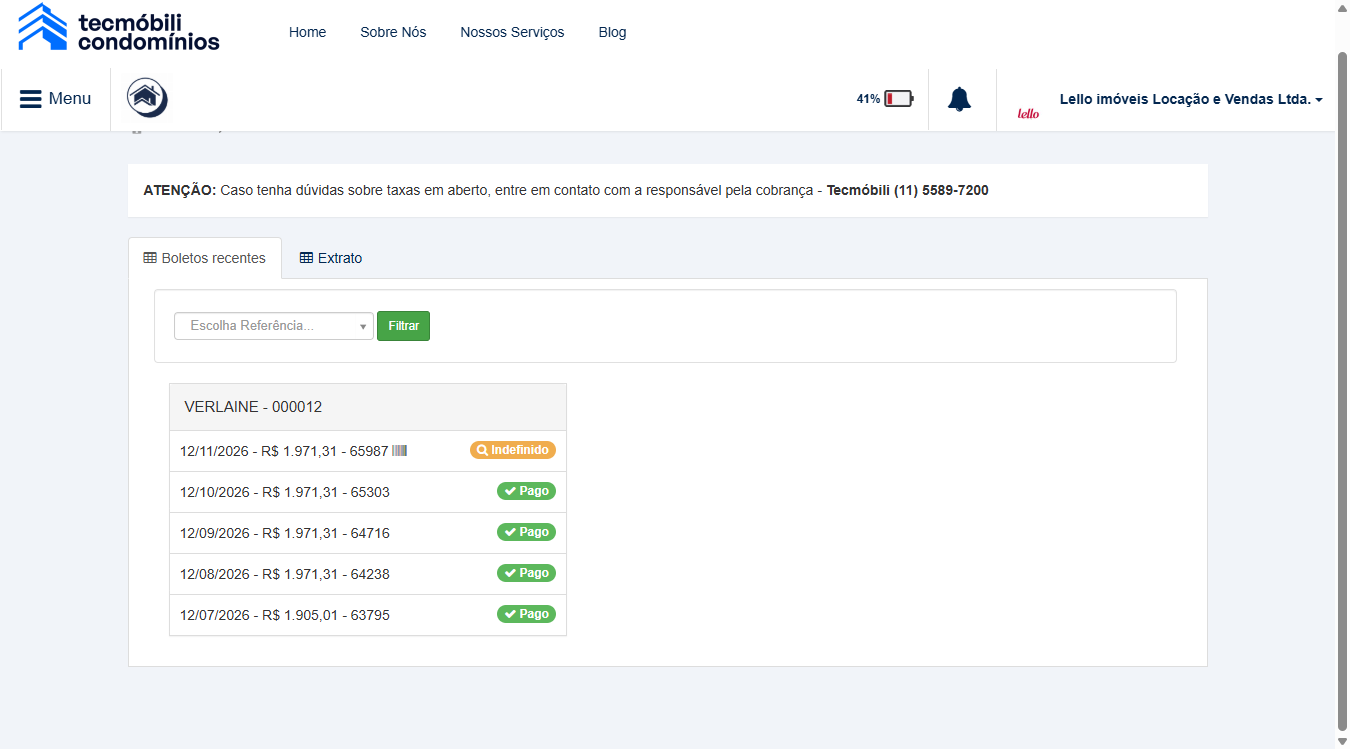 tecmóbili
condomínios
Home Sobre Nós Nossos Serviços Blog
Menu
41%
lello
Lello imóveis Locação e Vendas Ltda.
ATENÇÃO: Caso tenha dúvidas sobre taxas em aberto, entre em contato com a responsável pela cobrança - Tecmóbili (11) 5589-7200
Boletos recentes Extrato
Escolha Referência... Filtrar
VERLAINE - 000012
12/11/2026 - R$ 1.971,31 - 65987 Indefinido
12/10/2026 - R$ 1.971,31 - 65303 Pago
12/09/2026 - R$ 1.971,31 - 64716 Pago
12/08/2026 - R$ 1.971,31 - 64238 Pago
12/07/2026 - R$ 1.905,01 - 63795 Pago